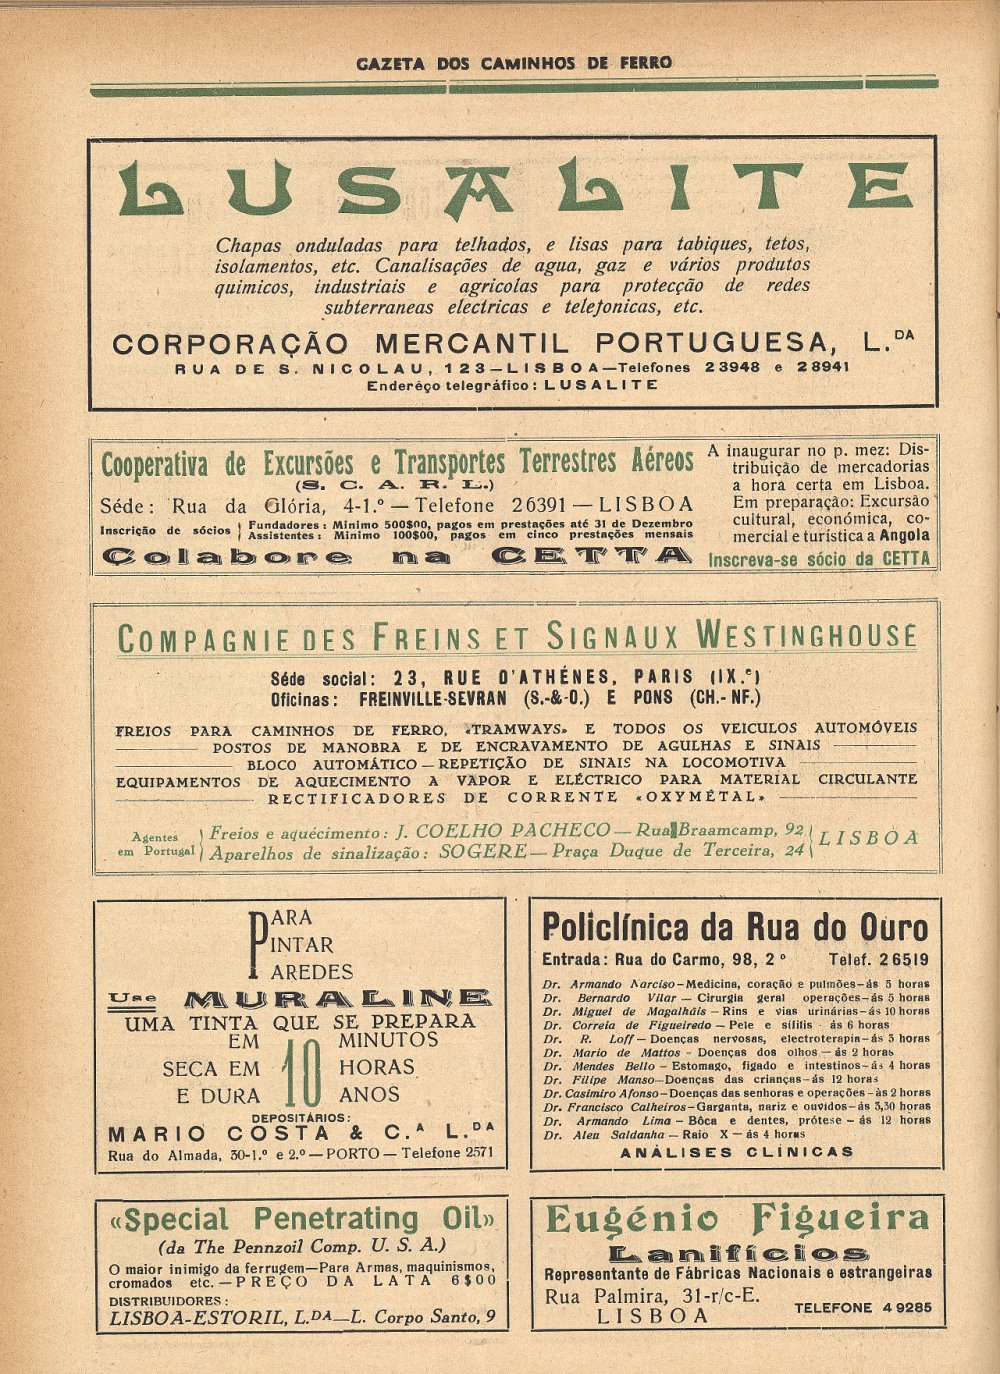 GAZETA DOS CAMINHOS DE FERRO
LUSALITE
Chapas onduladas para telhados, e lisas para tabiques, tetos,
isolamentos, etc. Canalisações de agua, gaz e vários produtos
quimicos, industriais e agricolas para protecção de redes
subterraneas electricas e telefonicas, etc.
CORPORAÇÃO MERCANTIL PORTUGUESA, L.DA
RUA DE S. NICOLAU, 123—LISBOA—Telefones 23948 e 28941
Enderéço telegráfico: LUSALITE
Cooperativa de Excursões e Transportes Terrestres Aéreos
(S. C. A. R. L.)
Séde: Rua da Glória, 4-1.º — Telefone 26391 — LISBOA
Inscrição de sócios
Fundadores: Minimo 500$00, pagos em prestações até 31 de Dezembro
Assistentes: Minimo 100$00, pagos em cinco prestações mensais
Colabore na CETTA
A inaugurar no p. mez: Dis-
tribuição de mercadorias
a hora certa em Lisboa.
Em preparação: Excursão
cultural, económica, co-
mercial e turística a Angola
Inscreva-se sócio da CETTA
COMPAGNIE DES FREINS ET SIGNAUX WESTINGHOUSE
Séde social: 23, RUE D'ATHÉNES, PARIS (IX.e)
Oficinas: FREINVILLE-SEVRAN (S.-&-O.) E PONS (CH.- NF.)
FREIOS PARA CAMINHOS DE FERRO, «TRAMWAYS» E TODOS OS VEICULOS AUTOMÓVEIS
POSTOS DE MANOBRA E DE ENCRAVAMENTO DE AGULHAS E SINAIS
BLOCO AUTOMÁTICO — REPETIÇÃO DE SINAIS NA LOCOMOTIVA
EQUIPAMENTOS DE AQUECIMENTO A VAPOR E ELÉCTRICO PARA MATERIAL CIRCULANTE
RECTIFICADORES DE CORRENTE «OXYMÉTAL»
Agentes
em Portugal
Freios e aquécimento: J. COELHO PACHECO — Rua Braamcamp, 92
Aparelhos de sinalização: SOGERE — Praça Duque de Terceira, 24
LISBOA
PARA
PINTAR
PAREDES
Use MURALINE
UMA TINTA QUE SE PREPARA
EM 10 MINUTOS
SECA EM HORAS
E DURA ANOS
DEPOSITÁRIOS:
MARIO COSTA & C.A L.DA
Rua do Almada, 30-1.º e 2.º — PORTO — Telefone 2571
Policlínica da Rua do Ouro
Entrada: Rua do Carmo, 98, 2º Telef. 26519
Dr. Armando Narciso — Medicina, coração e pulmões — ás 5 horas
Dr. Bernardo Vilar — Cirurgia geral operações — ás 5 horas
Dr. Miguel de Magalhãis — Rins e vias urinárias — ás 10 horas
Dr. Correia de Figueiredo — Pele e sífilis - ás 6 horas
Dr. R. Loff — Doenças nervosas, electroterapia — ás 5 horas
Dr. Mario de Mattos - Doenças dos olhos — ás 2 horas
Dr. Mendes Bello — Estomago, figado e intestinos — ás 4 horas
Dr. Filipe Manso — Doenças das crianças — ás 12 horas
Dr. Casimiro Afonso — Doenças das senhoras e operações — às 2 horas
Dr. Francisco Calheiros — Garganta, nariz e ouvidos — ás 3,30 horas
Dr. Armando Lima — Bôca e dentes, prótese — ás 12 horas
Dr. Aleu Saldanha — Raio X — ás 4 horas
ANÁLISES CLÍNICAS
«Special Penetrating Oil»
(da The Pennzoil Comp. U. S. A.)
O maior inimigo da ferrugem—Para Armas, maquinismos,
cromados etc. — PREÇO DA LATA 6$00
DISTRIBUIDORES:
LISBOA-ESTORIL, L.DA — L. Corpo Santo, 9
Eugénio Figueira
Lanifícios
Representante de Fábricas Nacionais e estrangeiras
Rua Palmira, 31-r/c-E.
LISBOA
TELEFONE 49285